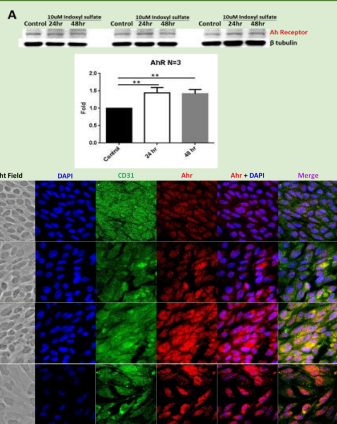 A
10uM Indoxyl sulfate 10uM Indoxyl sulfate 10uM Indoxyl sulfate
Control 24hr 48hr Control 24hr 48hr Control 24hr 48hr
Ah Receptor
β tubulin
AhR N=3
**
**
Fold
2.0
1.5
1.0
0.5
0.0
Control
24 hr
48 hr
ht Field DAPI CD31 Ahr Ahr + DAPI Merge